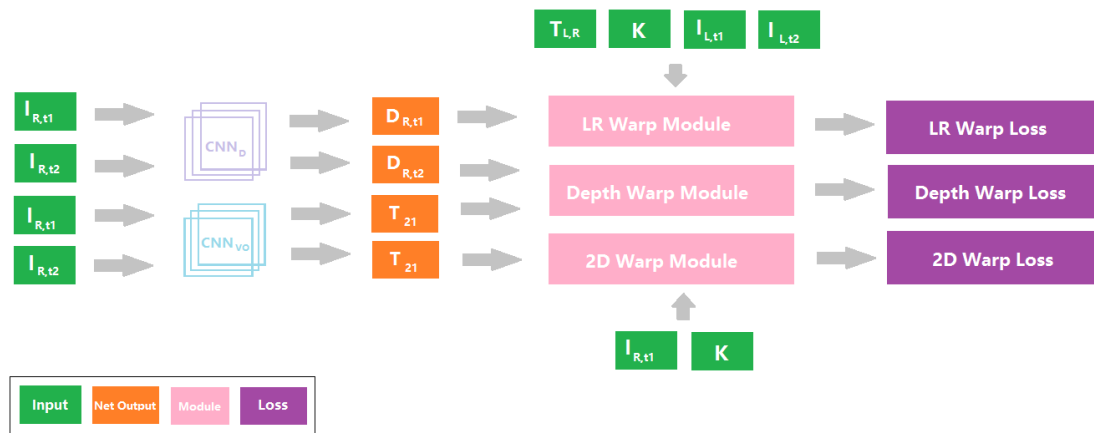 T L,R K I L,t1 I L,t2
I R,t1
I R,t2
I R,t1
I R,t2
CNN D
CNN VO
D R,t1
D R,t2
T 21
T 21
LR Warp Module
Depth Warp Module
2D Warp Module
LR Warp Loss
Depth Warp Loss
2D Warp Loss
I R,t1 K
Input Net Output Module Loss